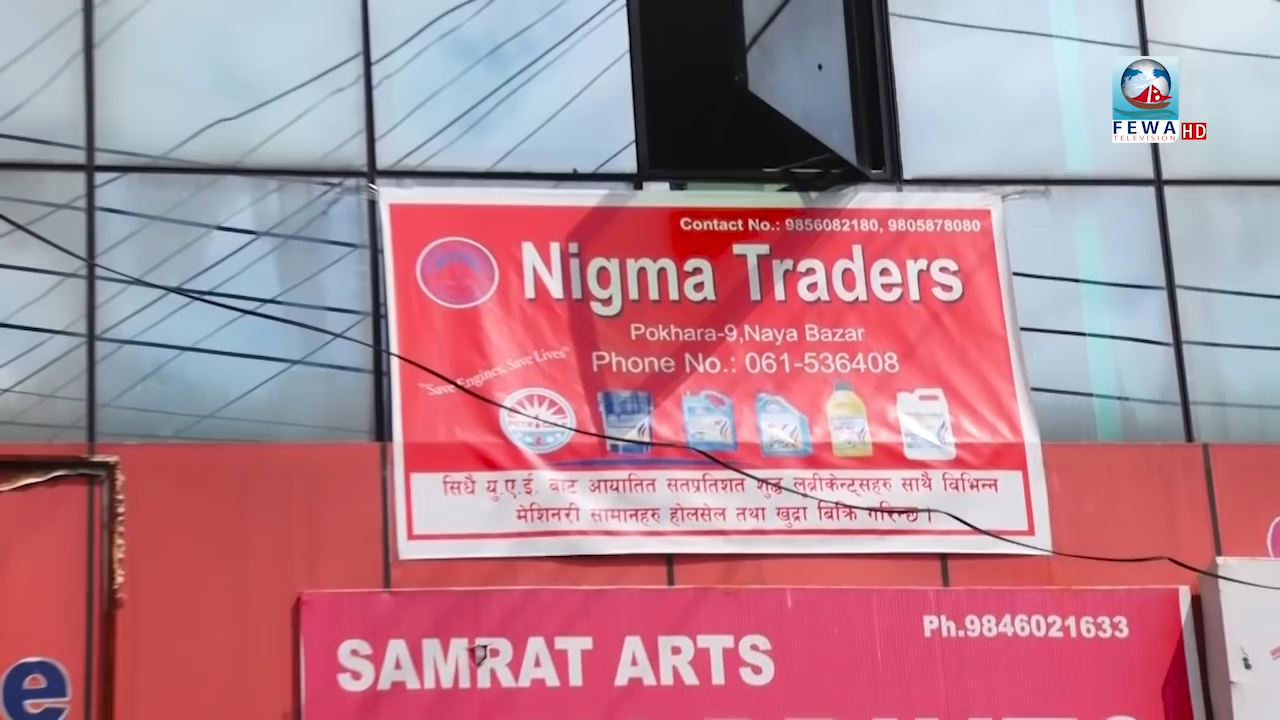 FEWA
TELEVISION
HD
Contact No.: 9856082180, 9805878080
Nigma Traders
Pokhara-9,Naya Bazar
Phone No.: 061-536408
"Save Engines, Save Lives"
सिधै यु.ए.ई. बाट आयातित सतप्रतिशत शुद्ध लुब्रीकेन्ट्सहरु साथै विभिन्न
मेशिनरी सामानहरु होलसेल तथा खुद्रा बिक्रि गरिन्छ।
Ph.9846021633
SAMRAT ARTS
e